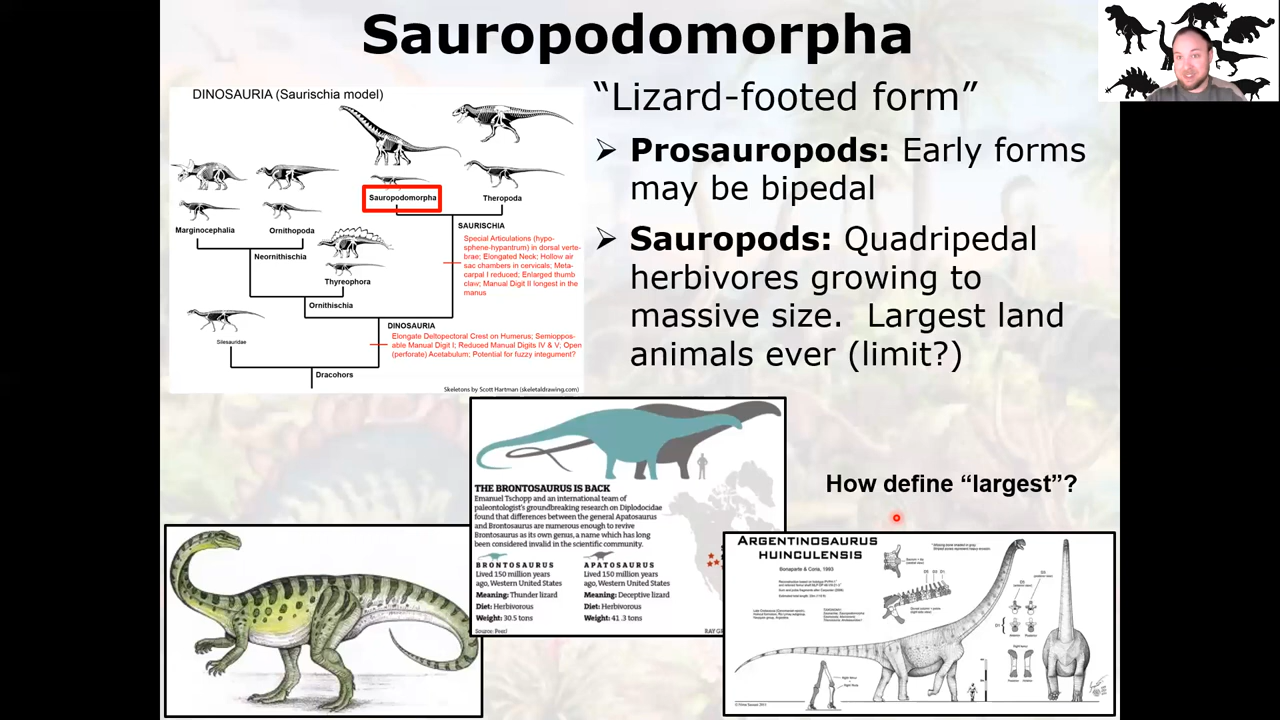 Sauropodomorpha
DINOSAURIA (Saurischia model)
Sauropodomorpha
Theropoda
Marginocephalia
Ornithopoda
SAURISCHIA
Special Articulations (hypo-
sphene-hypantrum) in dorsal verte-
brae; Elongated Neck; Hollow air
sac chambers in cervicals; Meta-
carpal I reduced; Enlarged thumb
claw; Manual Digit II longest in the
manus
Neornithischia
Thyreophora
Ornithischia
DINOSAURIA
Elongate Deltopectoral Crest on Humerus; Semioppos-
able Manual Digit I; Reduced Manual Digits IV & V; Open
(perforate) Acetabulum; Potential for fuzzy integument?
Silesauridae
Dracohors
Skeletons by Scott Hartman (skeletaldrawing.com)
“Lizard-footed form”
Prosauropods: Early forms
may be bipedal
Sauropods: Quadripedal
herbivores growing to
massive size. Largest land
animals ever (limit?)
THE BRONTOSAURUS IS BACK
Emanuel Tschopp and an international team of
paleontologist's groundbreaking research on Diplodocidae
found that differences between the general Apatosaurus
and Brontosaurus are numerous enough to revive
Brontosaurus as its own genus, a name which has long
been considered invalid in the scientific community.
BRONTOSAURUS
Lived 150 million years
ago, Western United States
Meaning: Thunder lizard
Diet: Herbivorous
Weight: 30.5 tons
APATOSAURUS
Lived 150 million years
ago, Western United States
Meaning: Deceptive lizard
Diet: Herbivorous
Weight: 41.3 tons
Source: PeerJ
RAY G
How define “largest”?
ARGENTINOSAURUS
HUINCULENSIS
Bonaparte & Coria, 1993